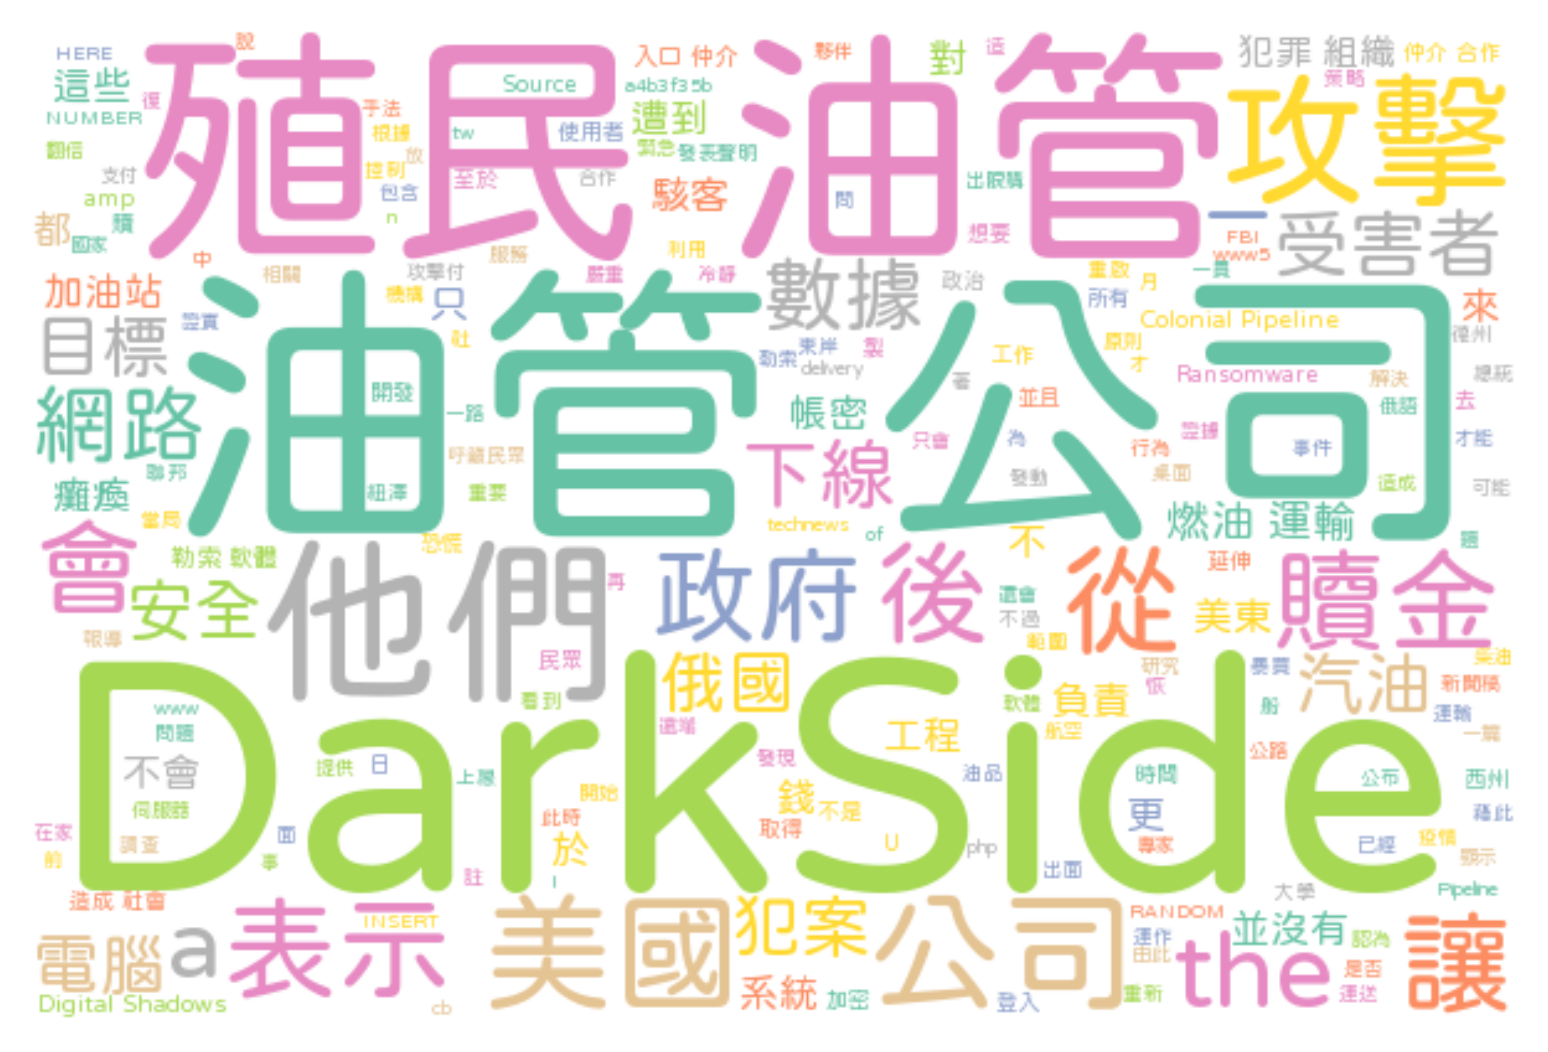 HERE
說
入口 仲介
夥伴
對
造
犯罪 組織
仲介 合作
這些
復
殖民油管
Source
a4b3f35b
策略
攻擊
NUMBER
手法
根據
tw
使用者
遭到
翻信
放
緊急
發表聲明
支付
控制
至於
合作
出限購
amp
包含
駭客
問
都
贖
n
一
受害者
國家
想要
FBI
利用
www5
中
服務
加油站
相關
攻擊付
嚴重
冷靜
數據
政治
重啟
月
一貫
機構
只
所有
來
目標
證實
油管公司
社
Colonial Pipeline
德州
勒索
東岸
製
原則
工作
才
delivery
Ransomware
解決
總統
網路
開發
一路
帳密
著
並且
俄語
去
下線
只會
為
證據
行為
事件
才能
聯邦
呼籲民眾
桌面
癱瘓
紐澤
重要
發動
造成
可能
當局
technews
of
燃油 運輸
會
恐慌
不
題
勒索 軟體
他們
政府
後
從
延伸
贖金
安全
再
還會
不過
美東
報導
範圍
民眾
俄國
研究
暴買
柴油
DarkSide
看到
軟體
負責
恢
汽油
新聞稿
www
遠端
船
運輸
問題
工程
航空
一篇
不會
提供
日
上壟
發現
油品
時間
公路
公布
西州
伺服器
開始
錢
不是
更
藉此
在家
面
此時
取得
U
專家
已經
疫情
前
調查
事
於
php
出面
顯示
註
大學
Pipeline
造成 社會
表示
INSERT
美國公司
犯案
RANDOM
並沒有
認為
讓
電腦
a
運作
由此
the
是否
Digital Shadows
cb
系統
加密
登入
重新
運送